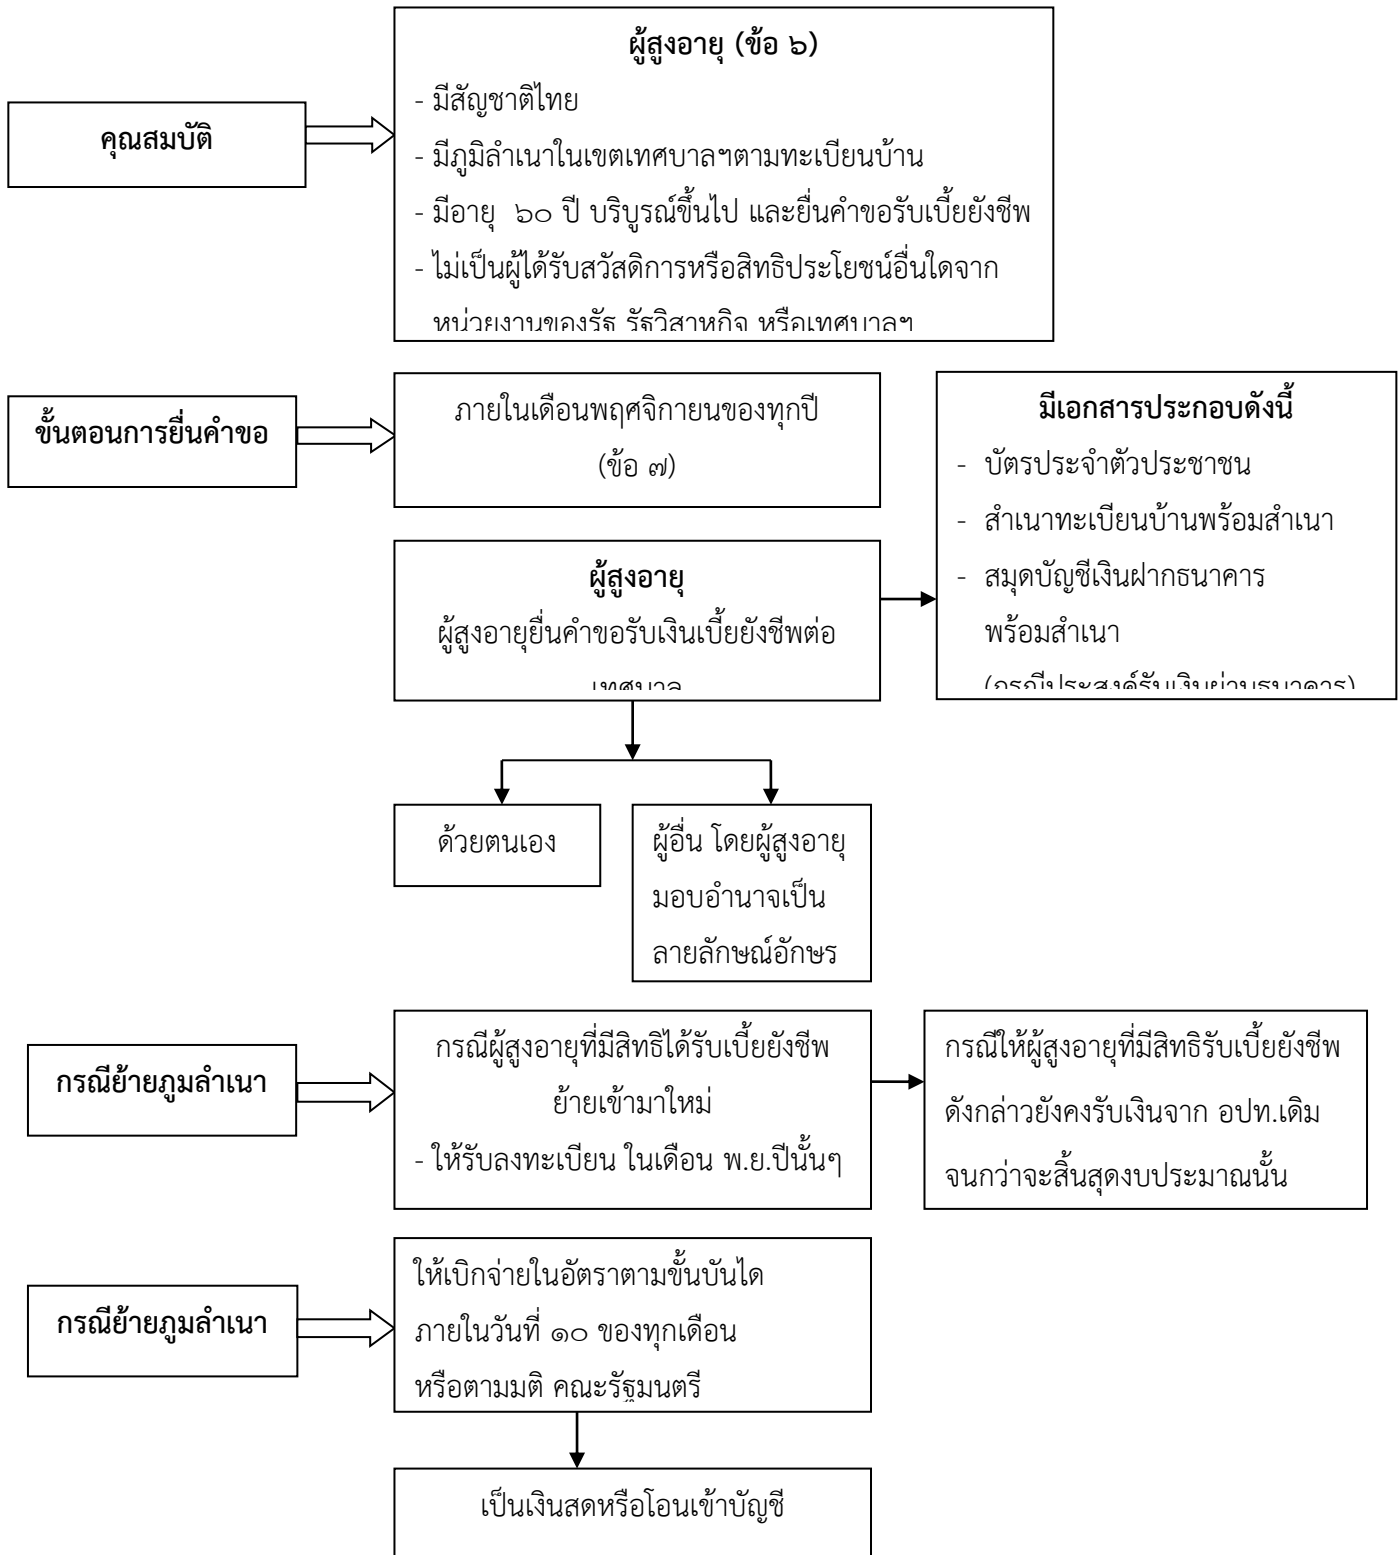 ผู้สูงอายุ (ข้อ ๖)
คุณสมบัติ
- มีสัญชาติไทย
- มีภูมิลำเนาในเขตเทศบาลฯตามทะเบียนบ้าน
- มีอายุ ๖๐ ปี บริบูรณ์ขึ้นไป และยื่นคำขอรับเบี้ยยังชีพ
- ไม่เป็นผู้ได้รับสวัสดิการหรือสิทธิประโยชน์อื่นใดจาก
หน่วยงานของรัฐ รัฐวิสาหกิจ หรือเทศบาลฯ
ขั้นตอนการยื่นคำขอ
ภายในเดือนพฤศจิกายนของทุกปี
(ข้อ ๗)
มีเอกสารประกอบดังนี้
- บัตรประจำตัวประชาชน
- สำเนาทะเบียนบ้านพร้อมสำเนา
- สมุดบัญชีเงินฝากธนาคาร
พร้อมสำเนา
(กรณีประสงค์รับเงินผ่านธนาคาร)
ผู้สูงอายุ
ผู้สูงอายุยื่นคำขอรับเงินเบี้ยยังชีพต่อ
เทศบาล
ด้วยตนเอง
ผู้อื่น โดยผู้สูงอายุ
มอบอำนาจเป็น
ลายลักษณ์อักษร
กรณีย้ายภูมลำเนา
กรณีผู้สูงอายุที่มีสิทธิได้รับเบี้ยยังชีพ
ย้ายเข้ามาใหม่
- ให้รับลงทะเบียน ในเดือน พ.ย.ปีนั้นๆ
กรณีให้ผู้สูงอายุที่มีสิทธิรับเบี้ยยังชีพ
ดังกล่าวยังคงรับเงินจาก อปท.เดิม
จนกว่าจะสิ้นสุดงบประมาณนั้น
กรณีย้ายภูมลำเนา
ให้เบิกจ่ายในอัตราตามขั้นบันได
ภายในวันที่ ๑๐ ของทุกเดือน
หรือตามมติ คณะรัฐมนตรี
เป็นเงินสดหรือโอนเข้าบัญชี